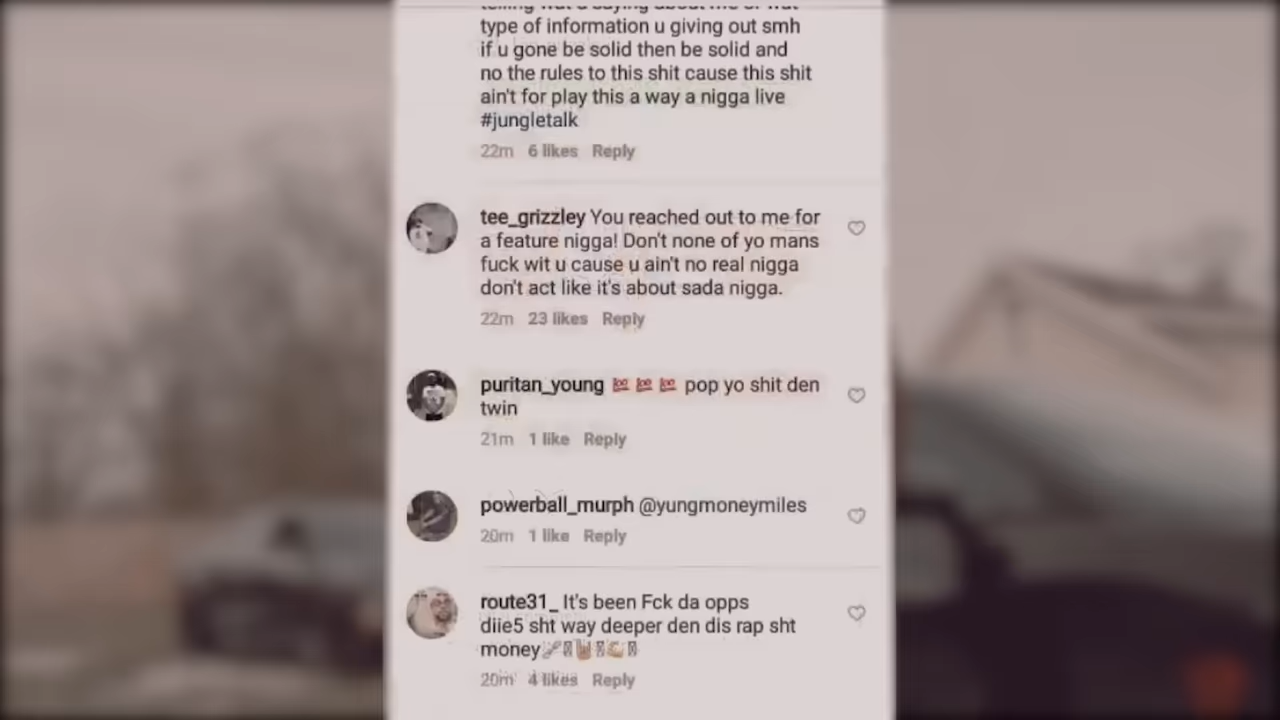 type of information u giving out smh
if u gone be solid then be solid and
no the rules to this shit cause this shit
ain't for play this a way a nigga live
#jungletalk
22m 6 likes Reply
tee_grizzley You reached out to me for
a feature nigga! Don't none of yo mans
fuck wit u cause u ain't no real nigga
don't act like it's about sada nigga.
22m 23 likes Reply
puritan_young 💯 💯 💯 pop yo shit den
twin
21m 1 like Reply
powerball_murph @yungmoneymiles
20m 1 like Reply
route31_ It's been Fck da opps
diie5 sht way deeper den dis rap sht
money
20m 4 likes Reply